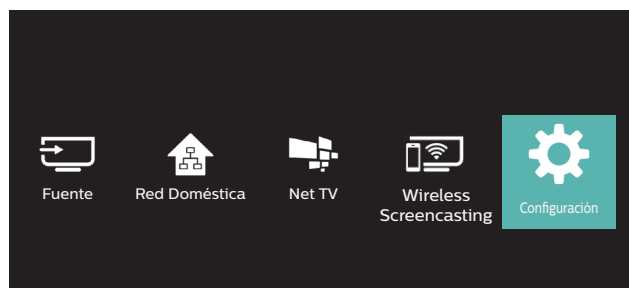 Fuente
Red Doméstica
Net TV
Wireless
Screencasting
Configuración